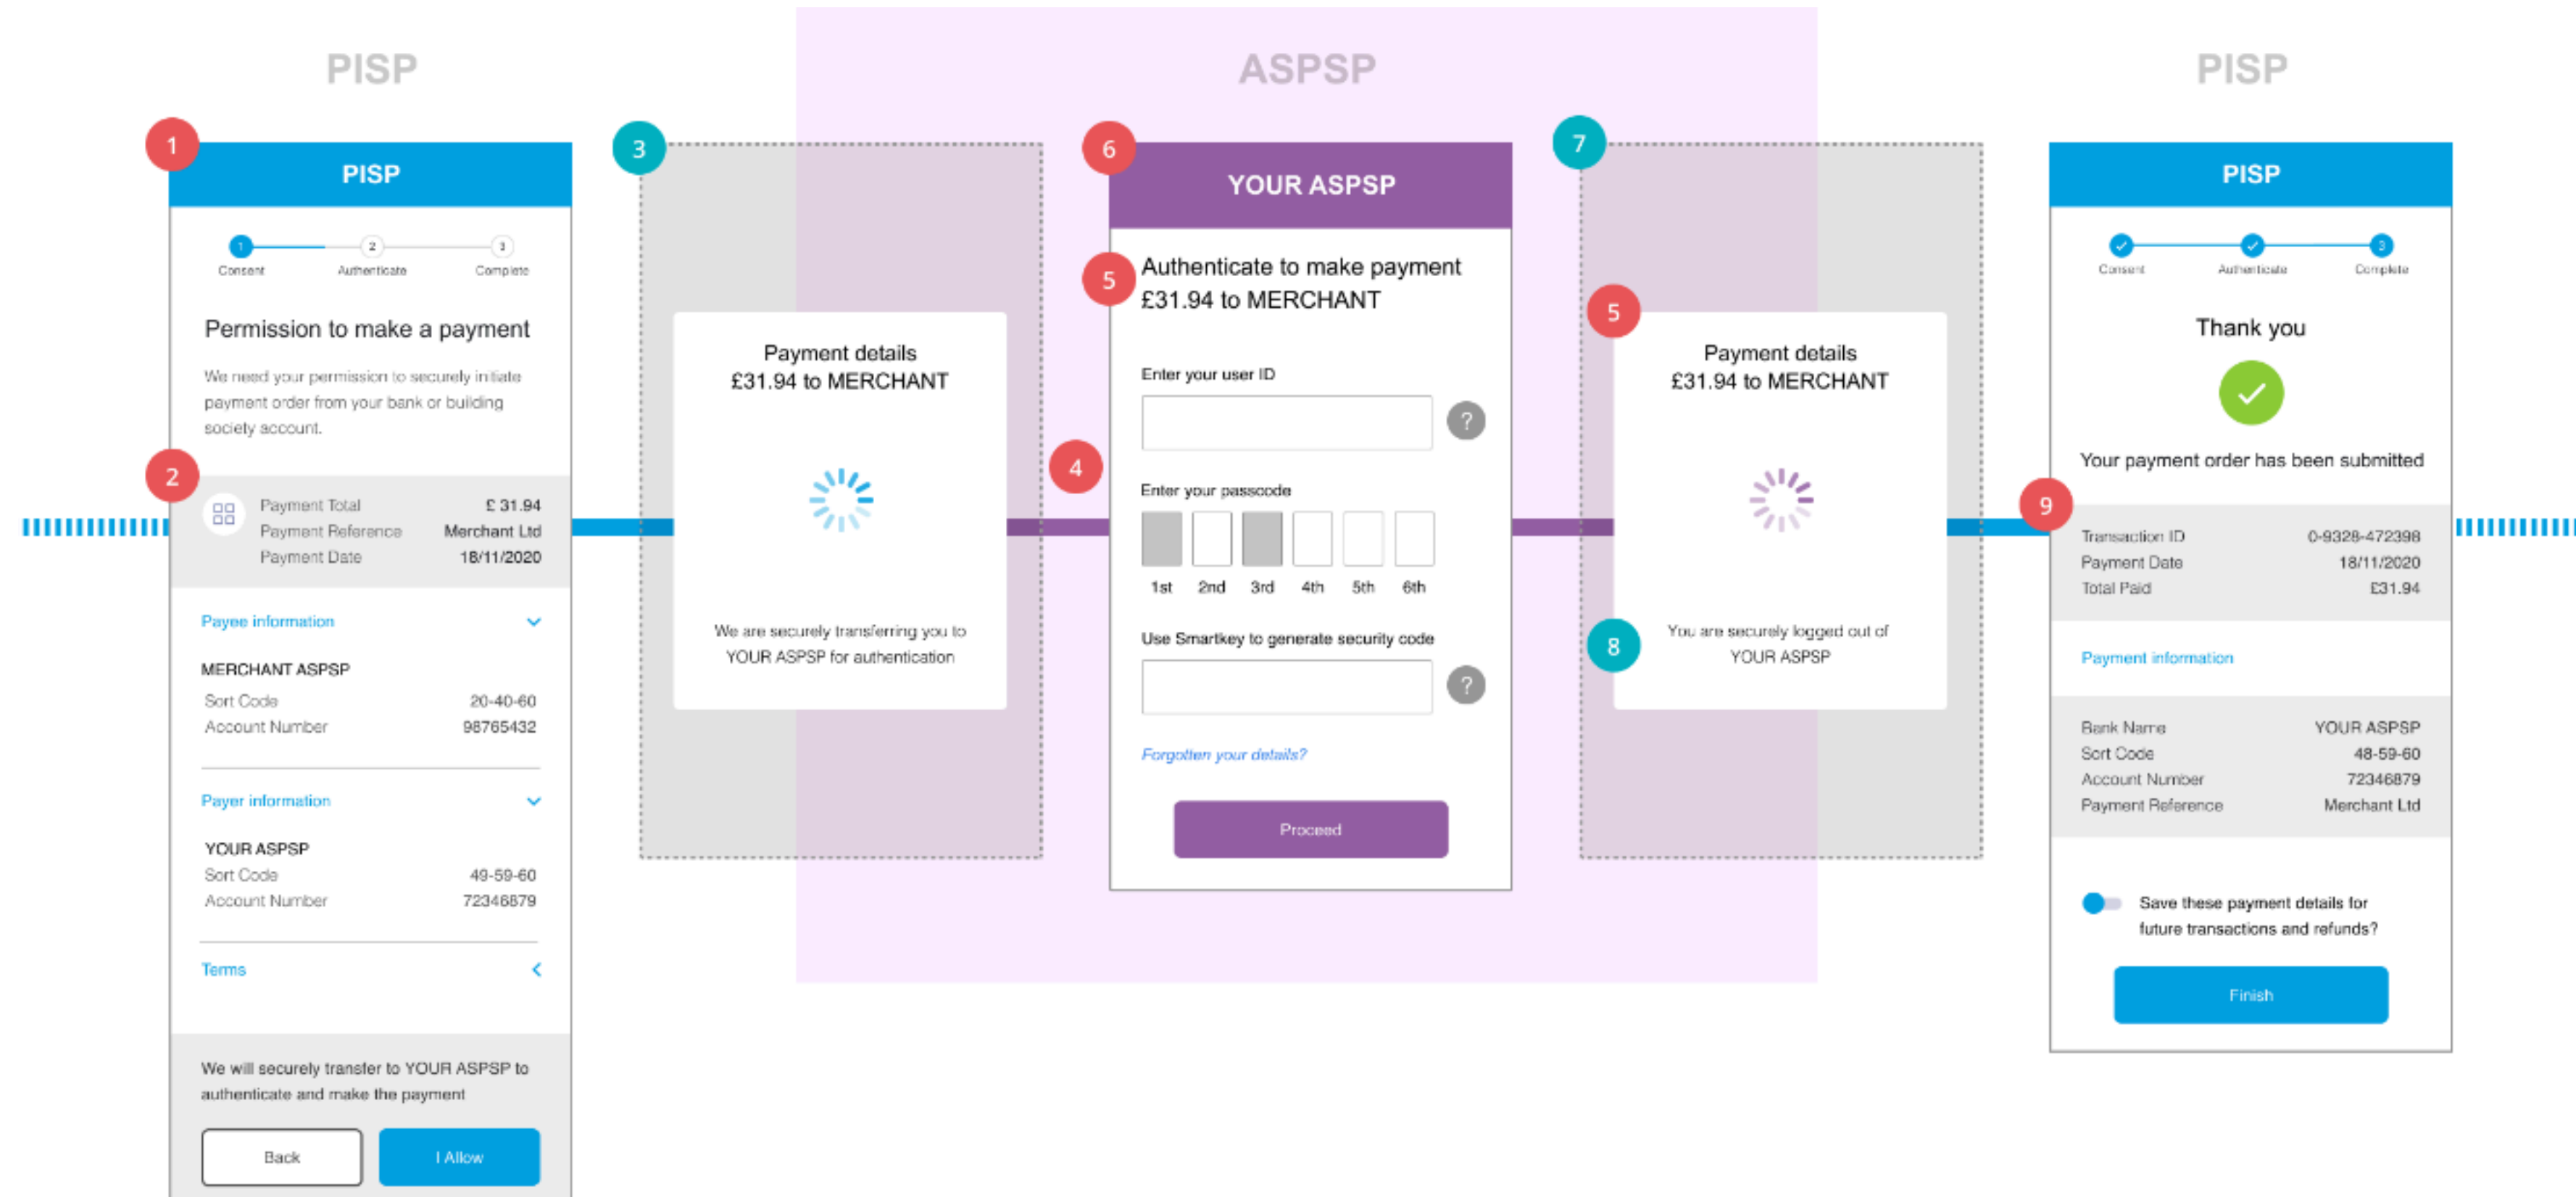 PISP
ASPSP
PISP
1
PISP
1
2
3
Consent
Authenticate
Complete
Permission to make a payment
We need your permission to securely initiate
payment order from your bank or building
society account.
2
Payment Total £ 31.94
Payment Reference Merchant Ltd
Payment Date 18/11/2020
Payee information
MERCHANT ASPSP
Sort Code 20-40-60
Account Number 98765432
Payer information
YOUR ASPSP
Sort Code 49-59-60
Account Number 72346879
Terms
We will securely transfer to YOUR ASPSP to
authenticate and make the payment
Back
I Allow
3
Payment details
£31.94 to MERCHANT
We are securely transferring you to
YOUR ASPSP for authentication
4
6
YOUR ASPSP
5
Authenticate to make payment
£31.94 to MERCHANT
Enter your user ID
?
Enter your passcode
1st 2nd 3rd 4th 5th 6th
Use Smartkey to generate security code
?
Forgotten your details?
Proceed
7
5
Payment details
£31.94 to MERCHANT
8
You are securely logged out of
YOUR ASPSP
PISP
3
Consent
Authenticate
Complete
Thank you
Your payment order has been submitted
9
Transaction ID 0-9328-472398
Payment Date 18/11/2020
Total Paid £31.94
Payment information
Bank Name YOUR ASPSP
Sort Code 48-59-60
Account Number 72346879
Payment Reference Merchant Ltd
Save these payment details for
future transactions and refunds?
Finish